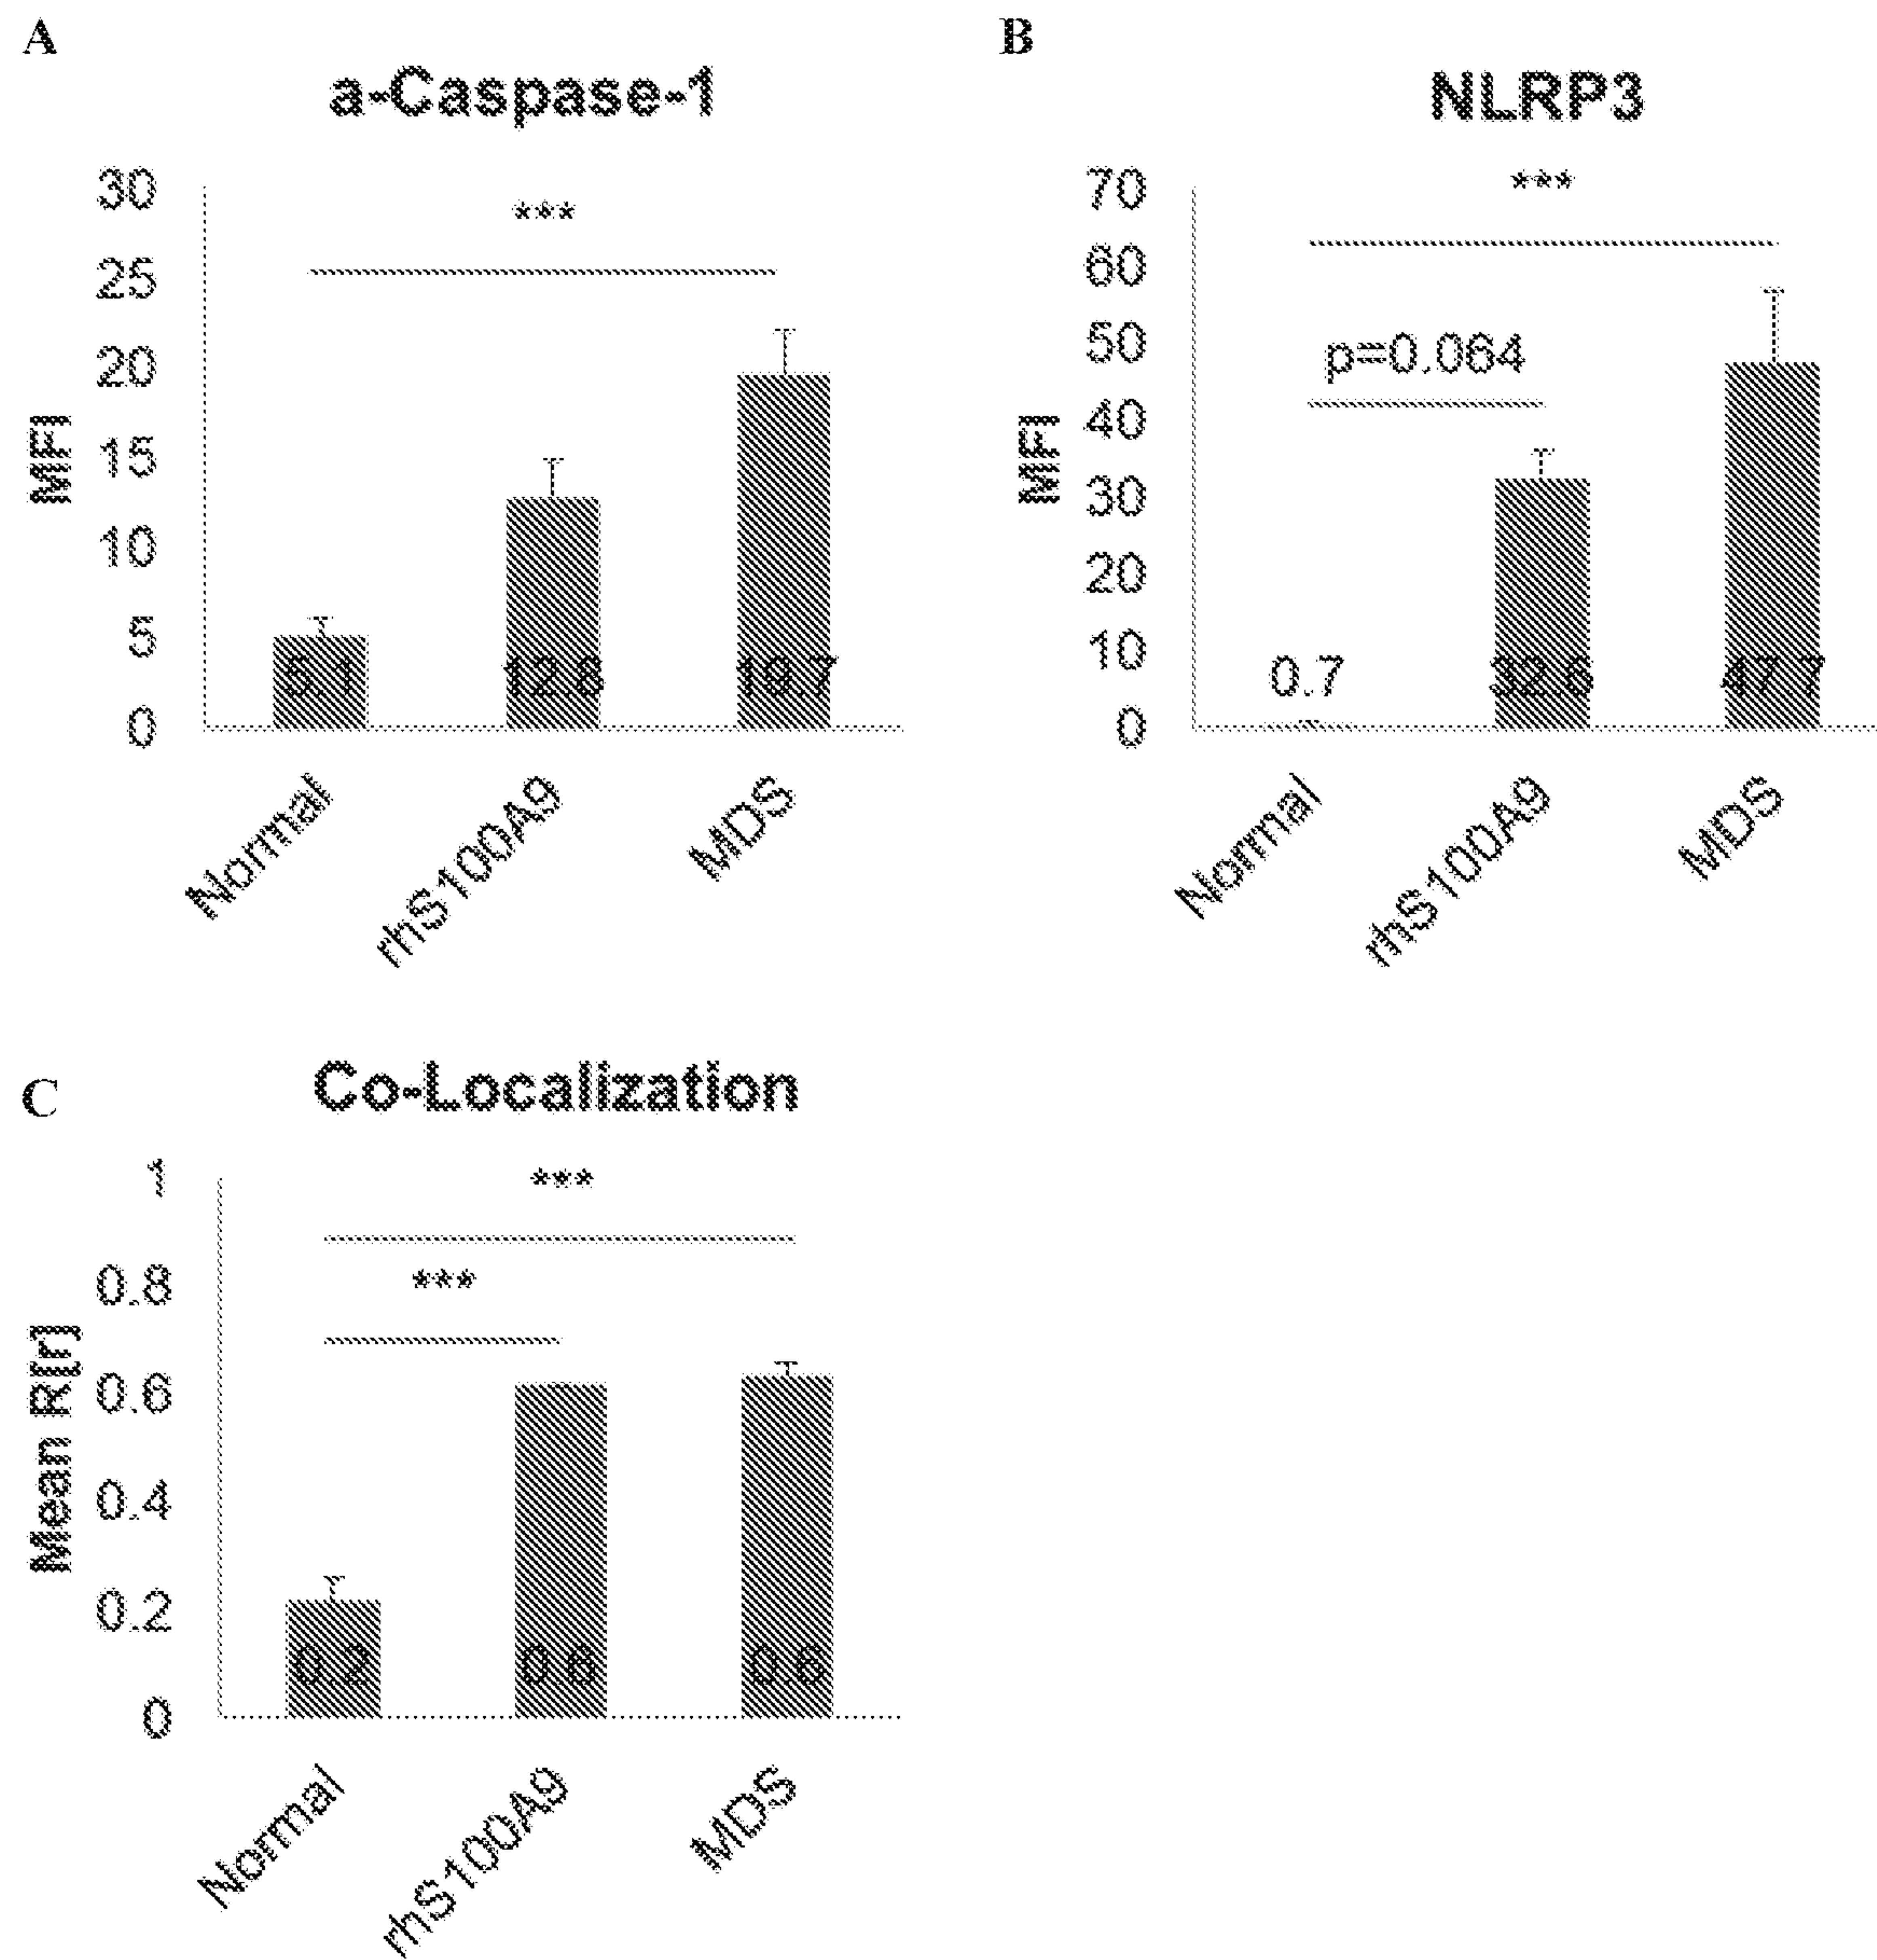 A
a-Caspase-1
30
***
25
20
15
10
5
0
MFI
5.1
12.8
19.7
Normal
rhS100A9
MDS
B
NLRP3
70
***
60
50
p=0.064
40
30
20
10
0
MFI
0.7
32.6
47.7
Normal
rhS100A9
MDS
C
Co-Localization
1
***
0.8
***
0.6
0.4
0.2
0
Mean R[r]
0.2
0.6
0.6
Normal
rhS100A9
MDS